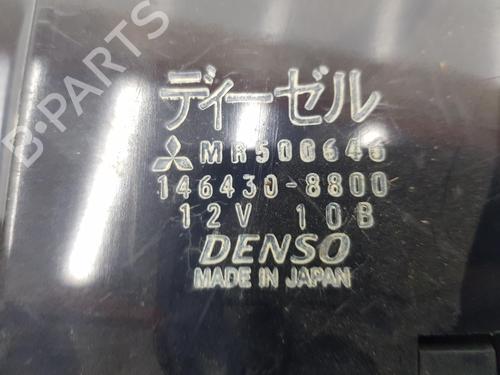 B-PARTS
ディーゼル
MR500646
146430-8800
12V 10B
DENSO
MADE IN JAPAN